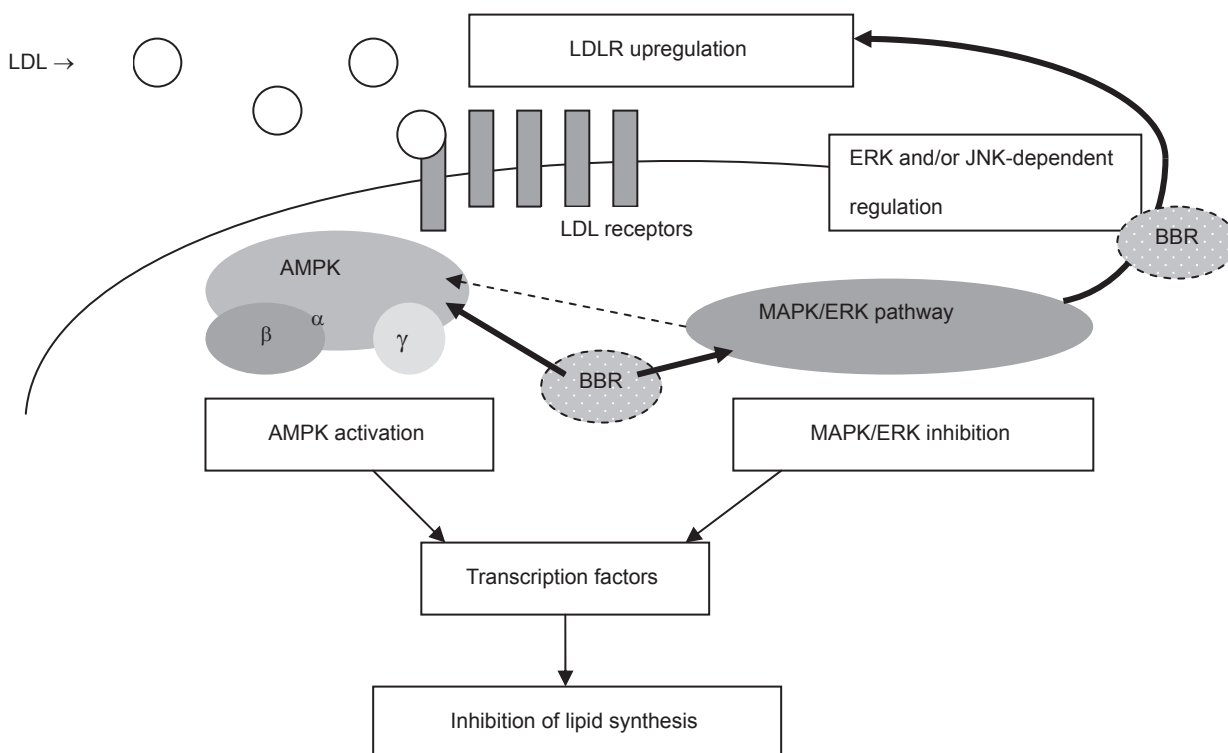 LDLR upregulation
LDL →
ERK and/or JNK-dependent
regulation
LDL receptors
BBR
AMPK
α
β
γ
MAPK/ERK pathway
BBR
AMPK activation
MAPK/ERK inhibition
Transcription factors
Inhibition of lipid synthesis